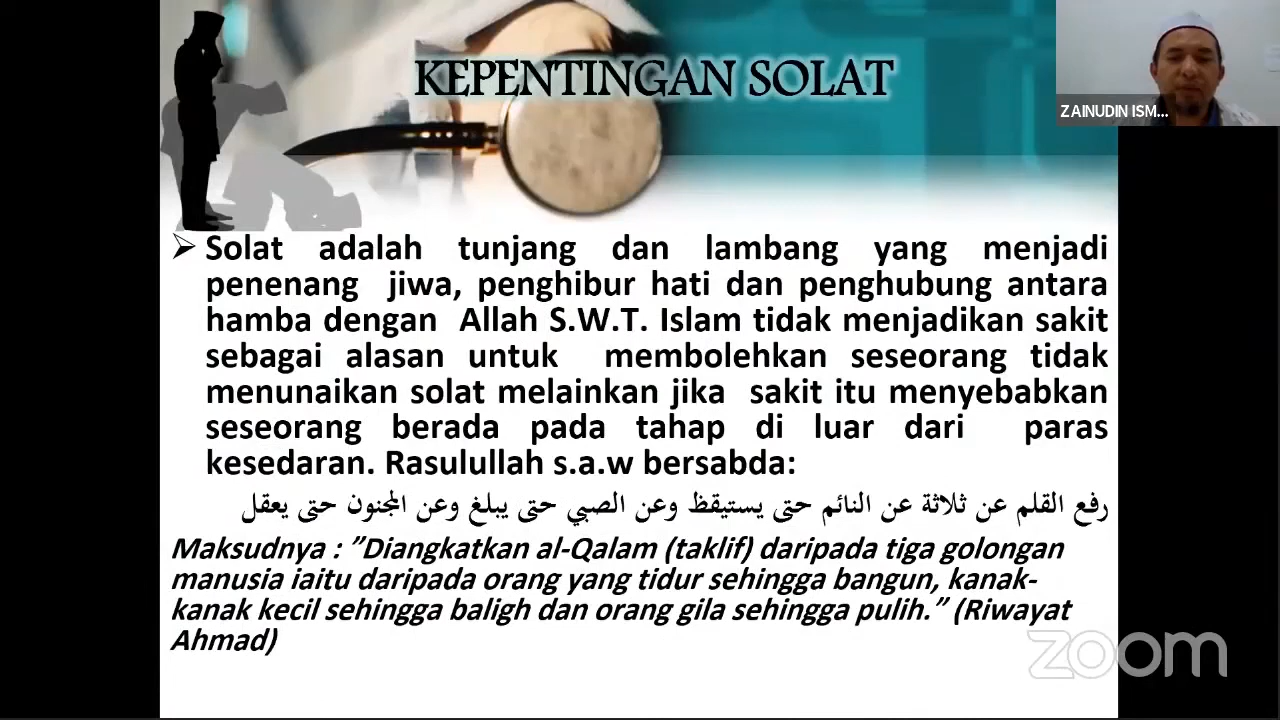 KEPENTINGAN SOLAT
ZAINUDIN ISM...
➢ Solat adalah tunjang dan lambang yang menjadi
penenang jiwa, penghibur hati dan penghubung antara
hamba dengan Allah S.W.T. Islam tidak menjadikan sakit
sebagai alasan untuk membolehkan seseorang tidak
menunaikan solat melainkan jika sakit itu menyebabkan
seseorang berada pada tahap di luar dari paras
kesedaran. Rasulullah s.a.w bersabda:
رفع القلم عن ثلاثة عن النائم حتى يستيقظ وعن الصبي حتى يبلغ وعن المجنون حتى يعقل
Maksudnya : ”Diangkatkan al-Qalam (taklif) daripada tiga golongan
manusia iaitu daripada orang yang tidur sehingga bangun, kanak-
kanak kecil sehingga baligh dan orang gila sehingga pulih.” (Riwayat
Ahmad)
zoom